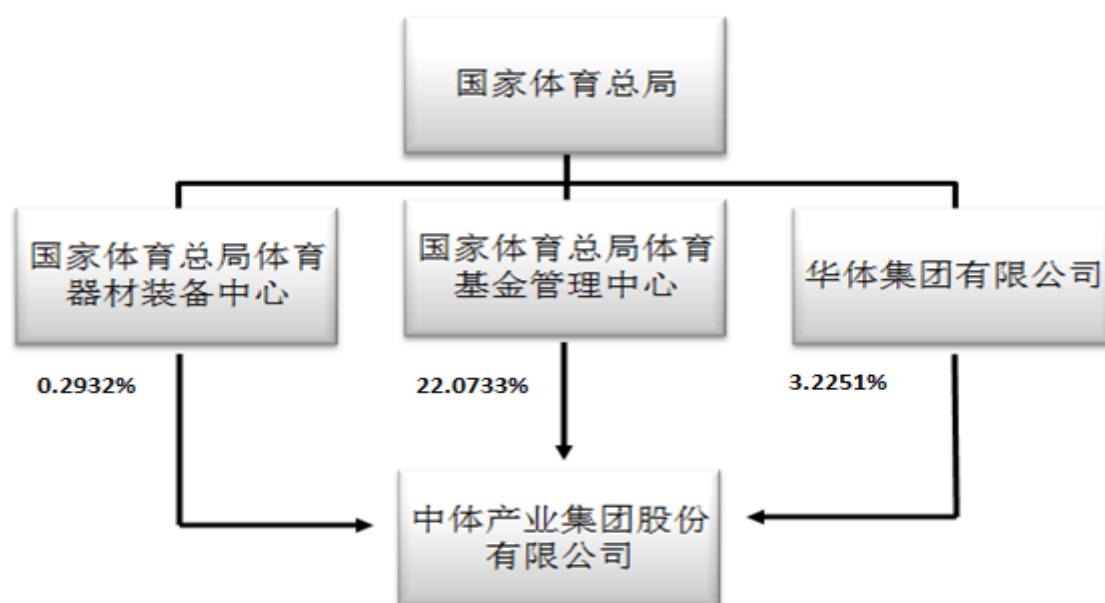 国家体育总局
国家体育总局体育
器材装备中心
国家体育总局体育
基金管理中心
华体集团有限公司
0.2932%
22.0733%
3.2251%
中体产业集团股份
有限公司